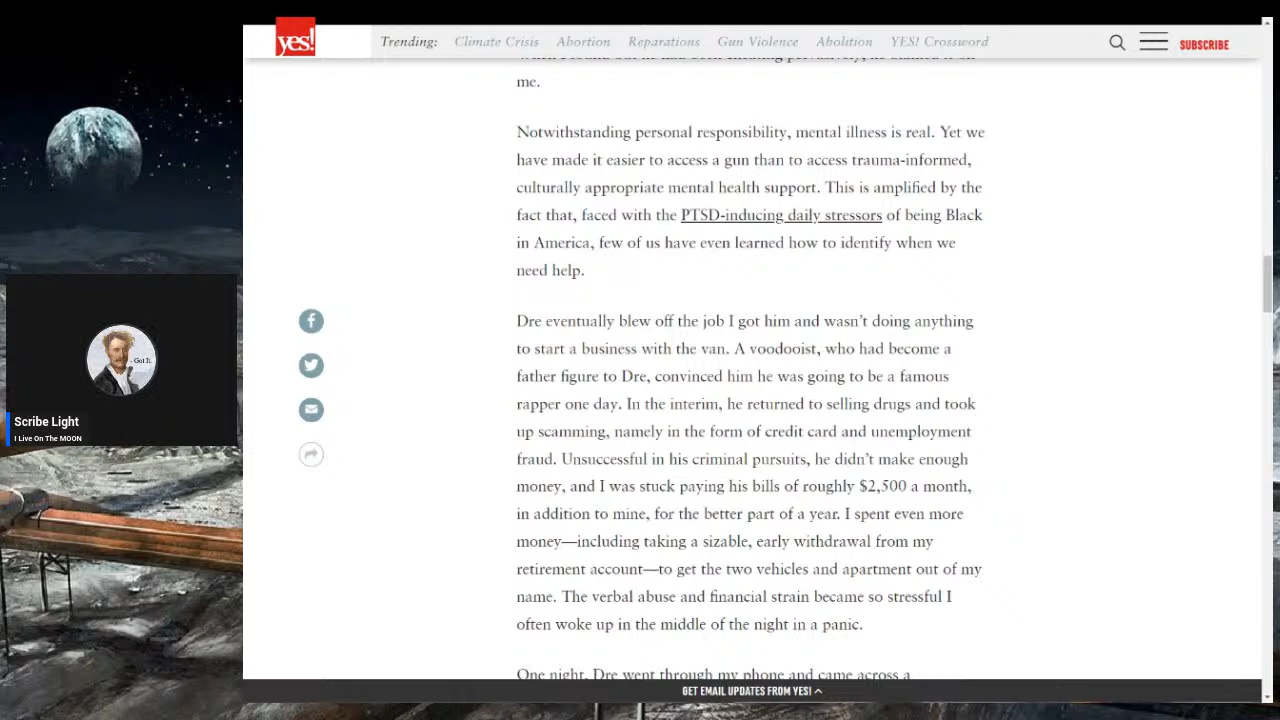 yes!
Trending: Climate Crisis Abortion Reparations Gun Violence Abolition YES! Crossword
SUBSCRIBE
me.
Notwithstanding personal responsibility, mental illness is real. Yet we
have made it easier to access a gun than to access trauma-informed,
culturally appropriate mental health support. This is amplified by the
fact that, faced with the PTSD-inducing daily stressors of being Black
in America, few of us have even learned how to identify when we
need help.
Dre eventually blew off the job I got him and wasn't doing anything
to start a business with the van. A voodooist, who had become a
father figure to Dre, convinced him he was going to be a famous
rapper one day. In the interim, he returned to selling drugs and took
up scamming, namely in the form of credit card and unemployment
fraud. Unsuccessful in his criminal pursuits, he didn't make enough
money, and I was stuck paying his bills of roughly $2,500 a month,
in addition to mine, for the better part of a year. I spent even more
money—including taking a sizable, early withdrawal from my
retirement account—to get the two vehicles and apartment out of my
name. The verbal abuse and financial strain became so stressful I
often woke up in the middle of the night in a panic.
One night, Dre went through my phone and came across a
GET EMAIL UPDATES FROM YES!
- Got It.
Scribe Light
I Live On The MOON